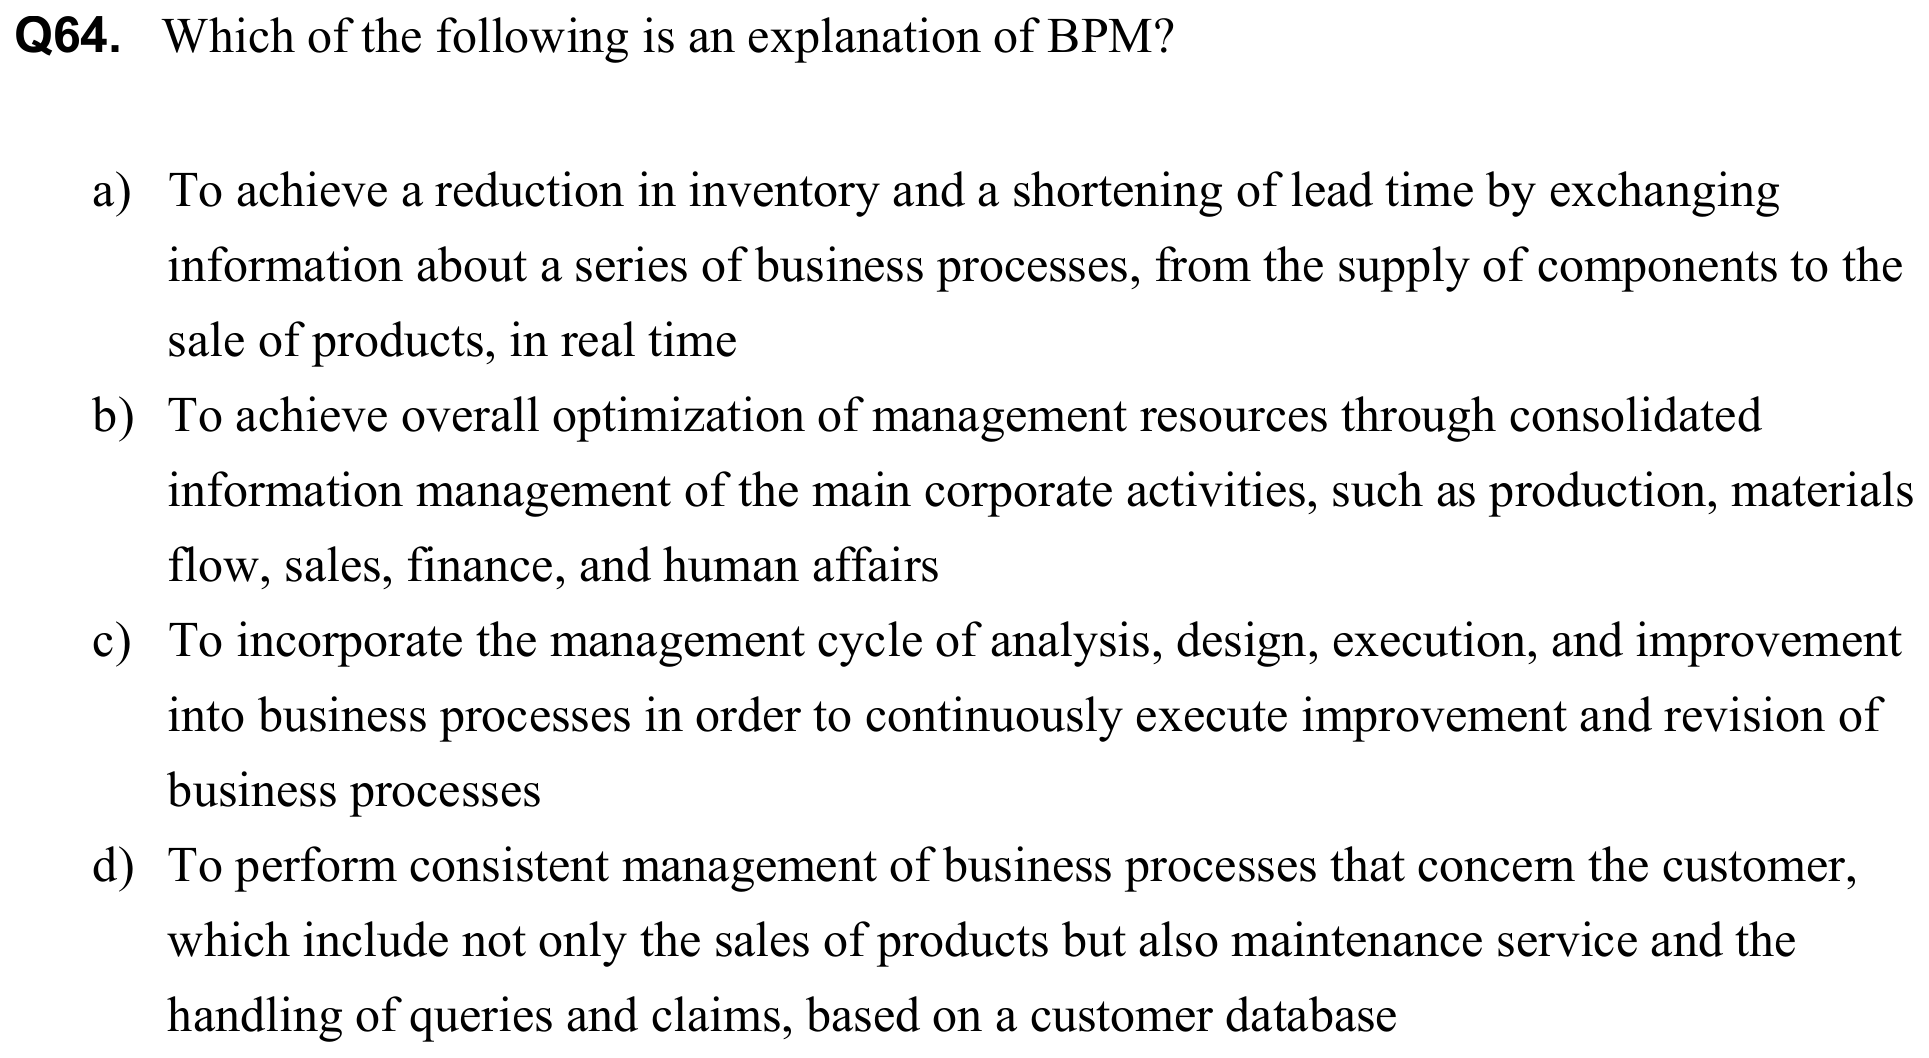 Q64. Which of the following is an explanation of BPM?
a) To achieve a reduction in inventory and a shortening of lead time by exchanging
information about a series of business processes, from the supply of components to the
sale of products, in real time
b) To achieve overall optimization of management resources through consolidated
information management of the main corporate activities, such as production, materials
flow, sales, finance, and human affairs
c) To incorporate the management cycle of analysis, design, execution, and improvement
into business processes in order to continuously execute improvement and revision of
business processes
d) To perform consistent management of business processes that concern the customer,
which include not only the sales of products but also maintenance service and the
handling of queries and claims, based on a customer database